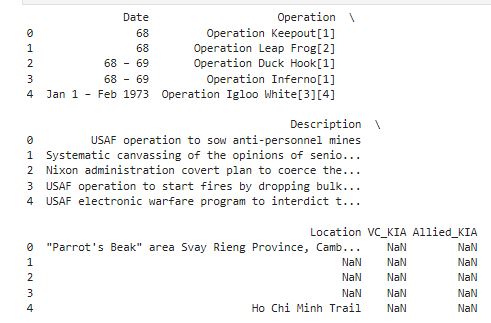 Date Operation \
0 68 Operation Keepout[1]
1 68 Operation Leap Frog[2]
2 68 – 69 Operation Duck Hook[1]
3 68 – 69 Operation Inferno[1]
4 Jan 1 – Feb 1973 Operation Igloo White[3][4]
Description \
0 USAF operation to sow anti-personnel mines
1 Systematic canvassing of the opinions of senio...
2 Nixon administration covert plan to coerce the...
3 USAF operation to start fires by dropping bulk...
4 USAF electronic warfare program to interdict t...
Location VC_KIA Allied_KIA
0 "Parrot's Beak" area Svay Rieng Province, Camb... NaN NaN
1 NaN NaN NaN
2 NaN NaN NaN
3 NaN NaN NaN
4 Ho Chi Minh Trail NaN NaN